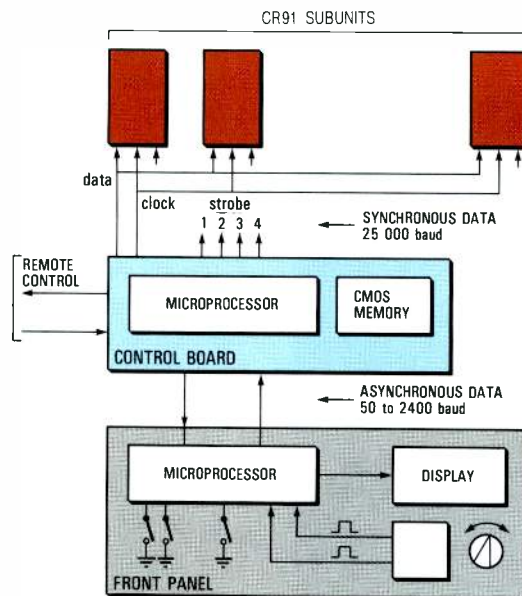 CR91 SUBUNITS
data
clock
strobe
1 2 3 4
SYNCHRONOUS DATA
25 000 baud
REMOTE
CONTROL
MICROPROCESSOR
CMOS
MEMORY
CONTROL BOARD
ASYNCHRONOUS DATA
50 to 2400 baud
MICROPROCESSOR
DISPLAY
FRONT PANEL